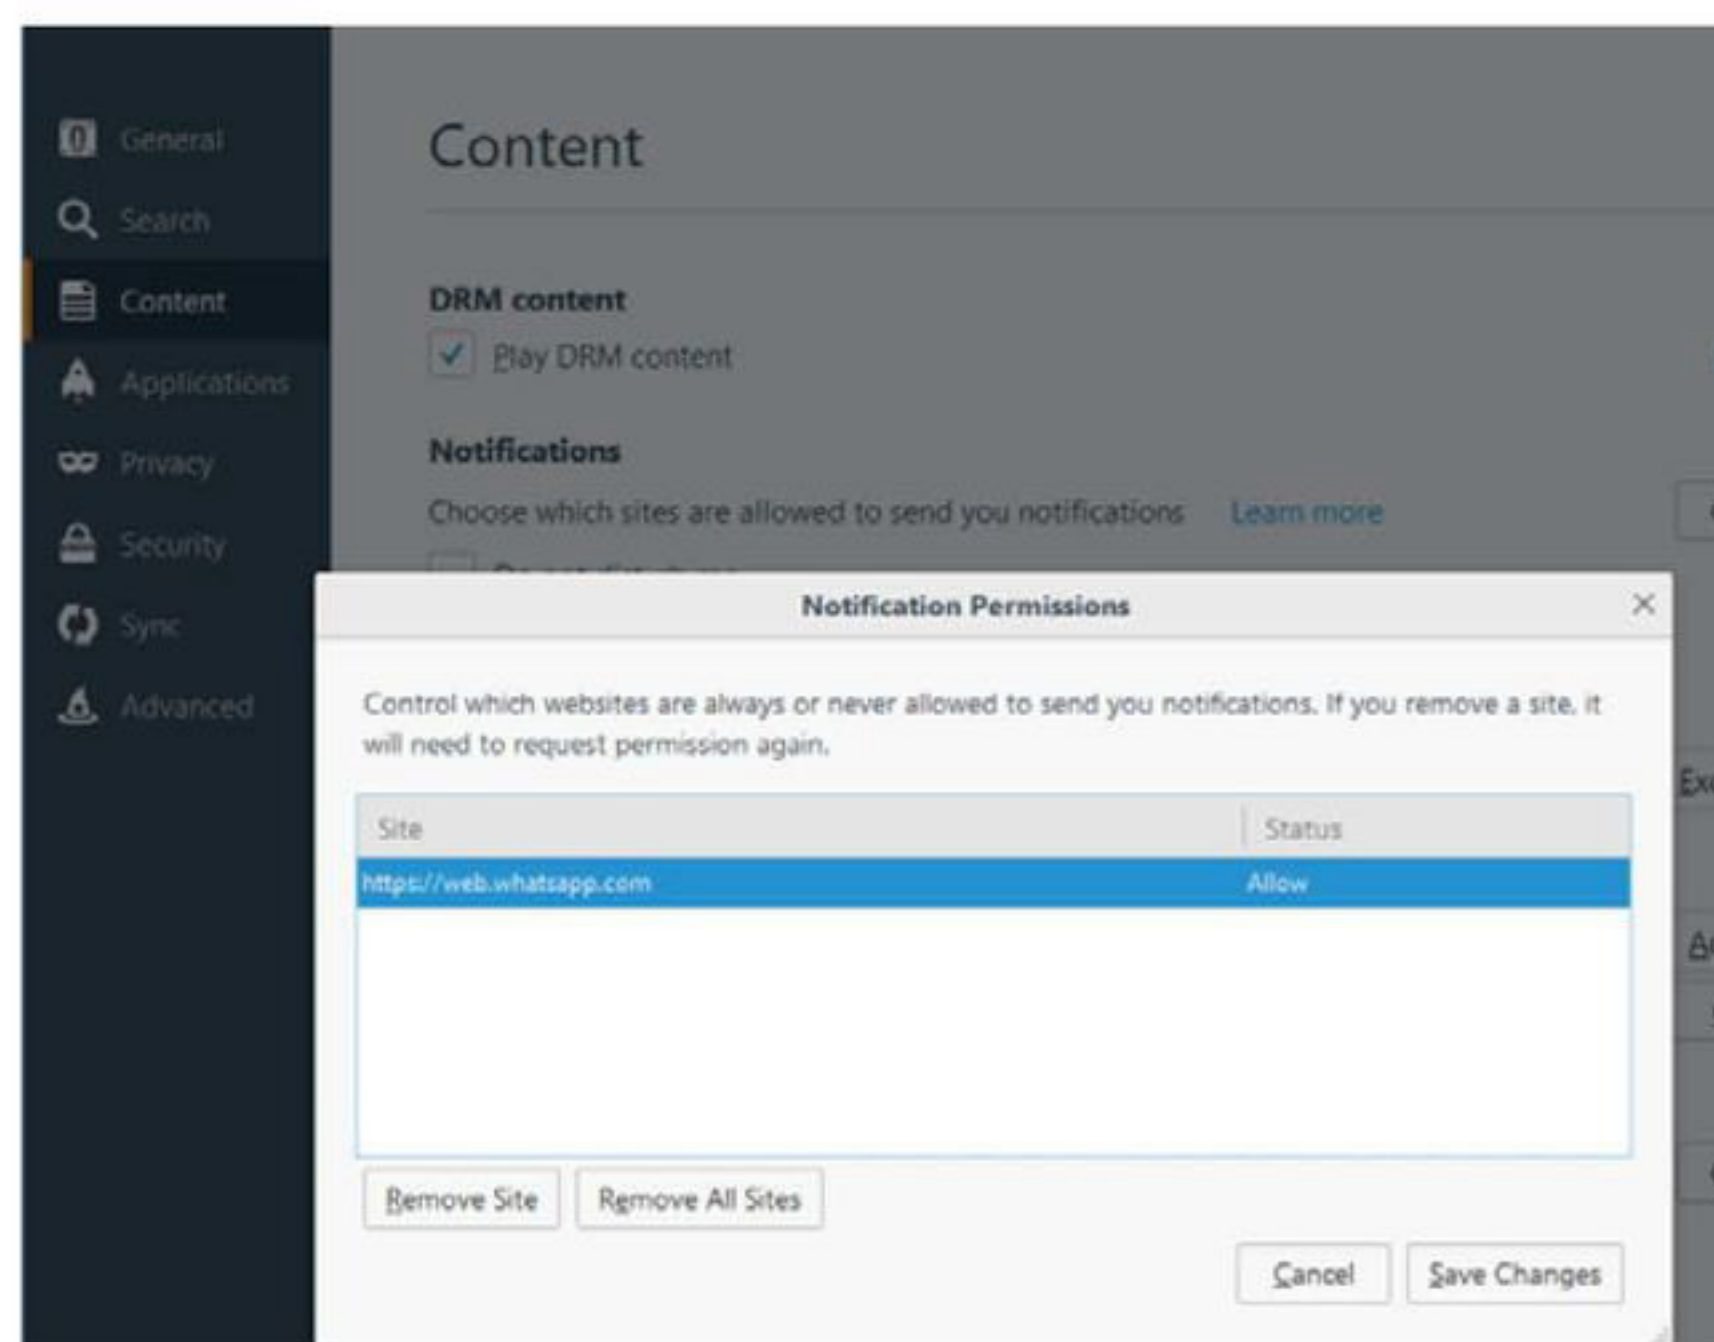 General
Search
Content
Applications
Privacy
Security
Sync
Advanced
Content
DRM content
Play DRM content
Notifications
Choose which sites are allowed to send you notifications Learn more
Notification Permissions
Control which websites are always or never allowed to send you notifications. If you remove a site, it
will need to request permission again.
Site Status
https://web.whatsapp.com Allow
Remove Site Remove All Sites
Cancel Save Changes